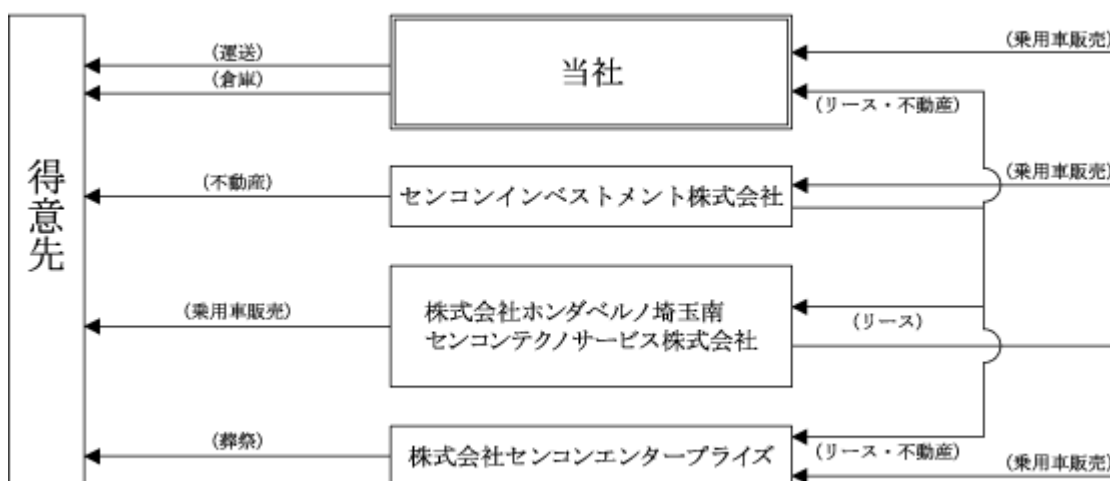 得意先
(運送)
(倉庫)
当社
(乗用車販売)
(リース・不動産)
(不動産)
センコンインベストメント株式会社
(乗用車販売)
(乗用車販売)
株式会社ホンダベルノ埼玉南
センコンテクノサービス株式会社
(リース)
(葬祭)
株式会社センコンエンタープライズ
(リース・不動産)
(乗用車販売)